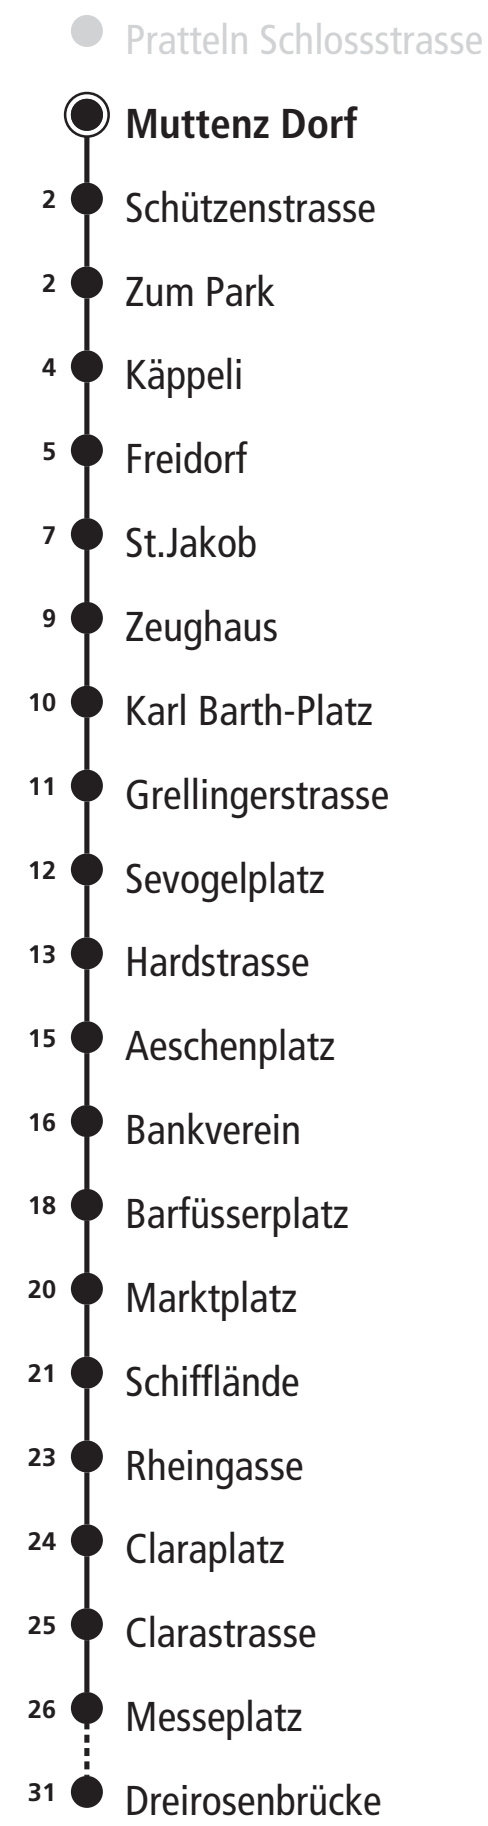 Pratteln Schlossstrasse
Muttenz Dorf
2 Schützenstrasse
2 Zum Park
4 Käppeli
5 Freidorf
7 St.Jakob
9 Zeughaus
10 Karl Barth-Platz
11 Grellingerstrasse
12 Sevogelplatz
13 Hardstrasse
15 Aeschenplatz
16 Bankverein
18 Barfüsserplatz
20 Marktplatz
21 Schifflände
23 Rheingasse
24 Claraplatz
25 Clarastrasse
26 Messeplatz
31 Dreirosenbrücke